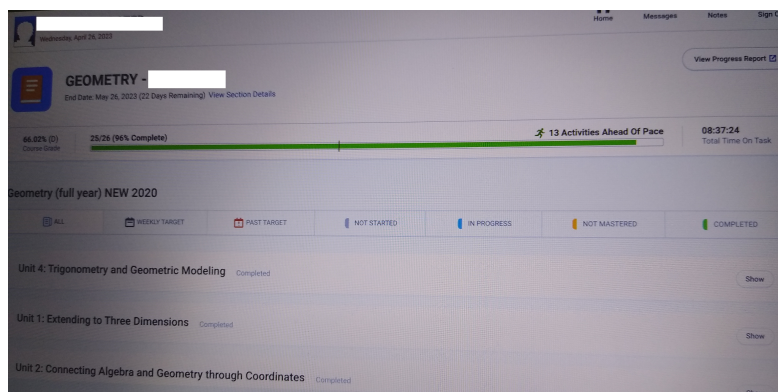 Wednesday, April 26, 2023
Home Messages Notes Sign
View Progress Report
GEOMETRY -
End Date: May 26, 2023 (22 Days Remaining) View Section Details
66.02% (D)
Course Grade
25/26 (96% Complete)
13 Activities Ahead Of Pace
08:37:24
Total Time On Task
Geometry (full year) NEW 2020
ALL WEEKLY TARGET PAST TARGET NOT STARTED IN PROGRESS NOT MASTERED COMPLETED
Unit 4: Trigonometry and Geometric Modeling Completed
Show
Unit 1: Extending to Three Dimensions Completed
Show
Unit 2: Connecting Algebra and Geometry through Coordinates Completed